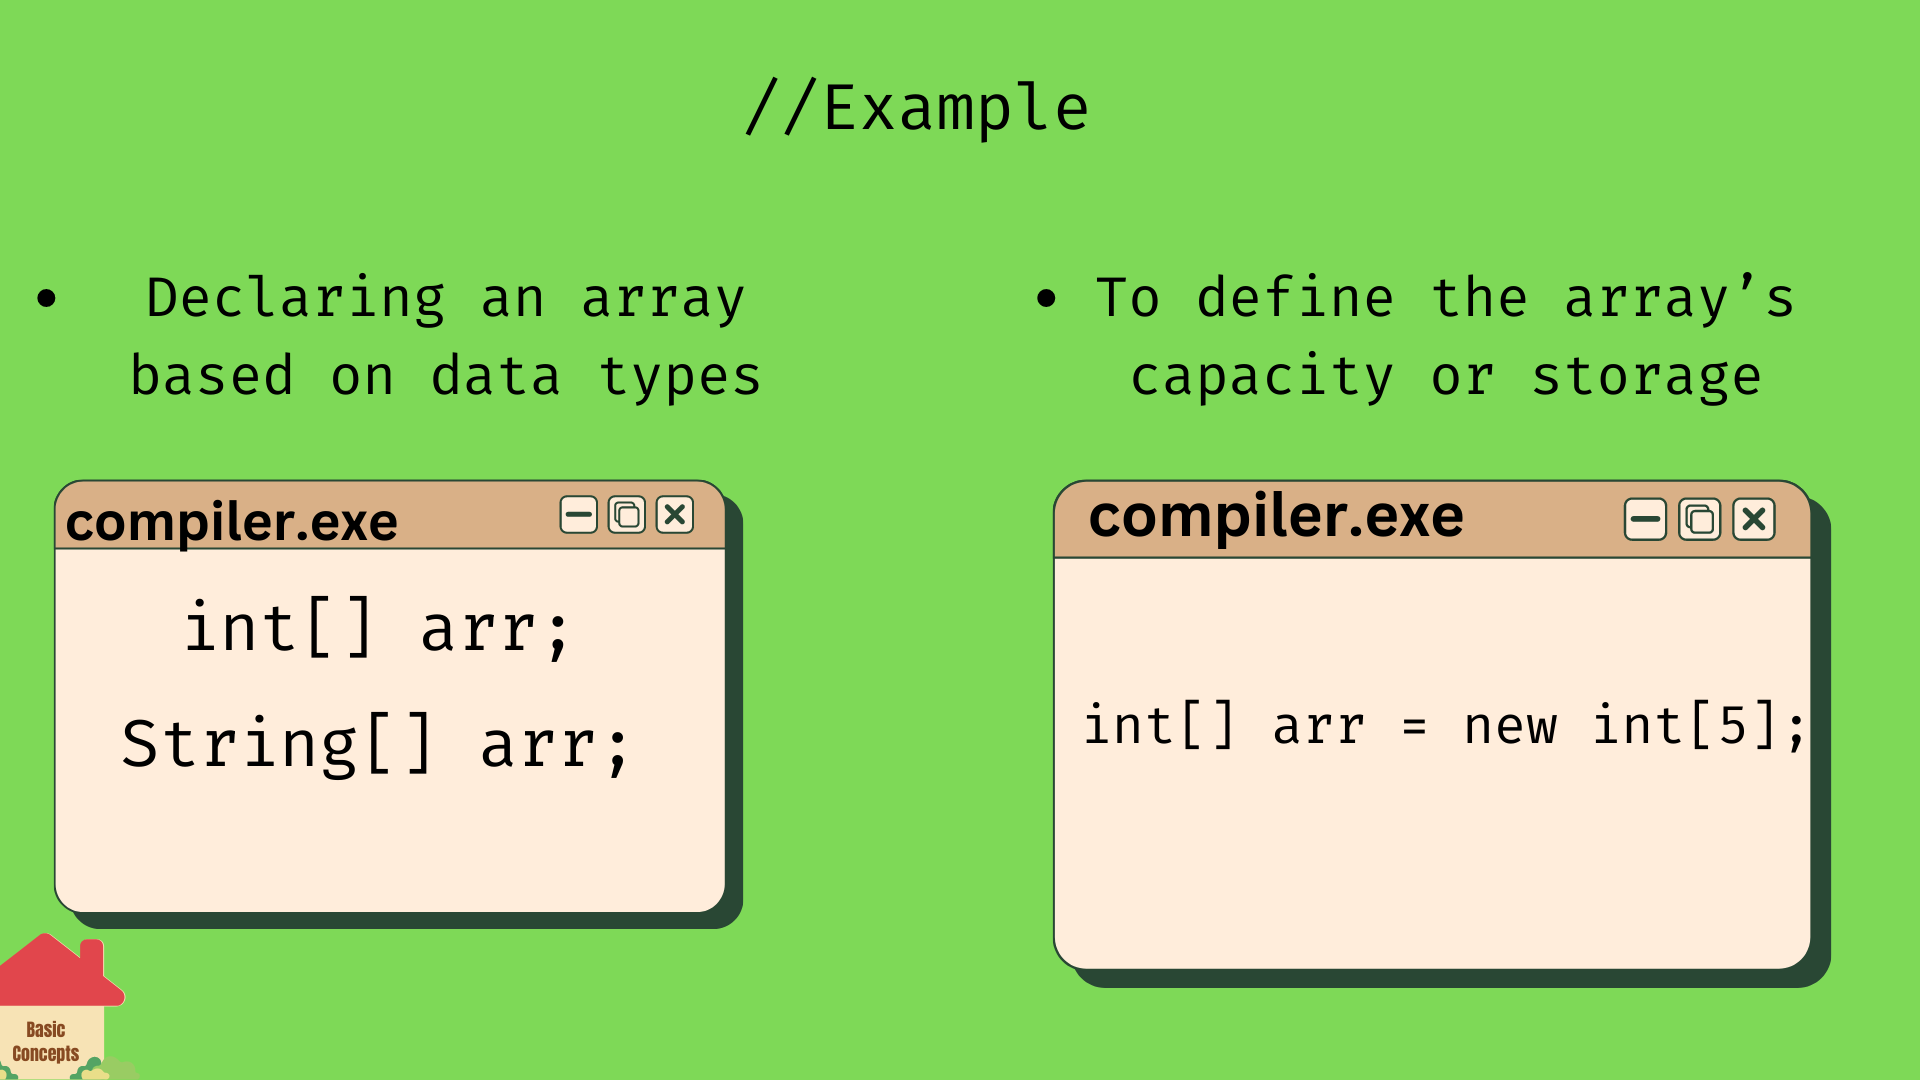 //Example
• Declaring an array
based on data types
compiler.exe
int[] arr;
String[] arr;
• To define the array’s
capacity or storage
compiler.exe
int[] arr = new int[5];
Basic
Concepts